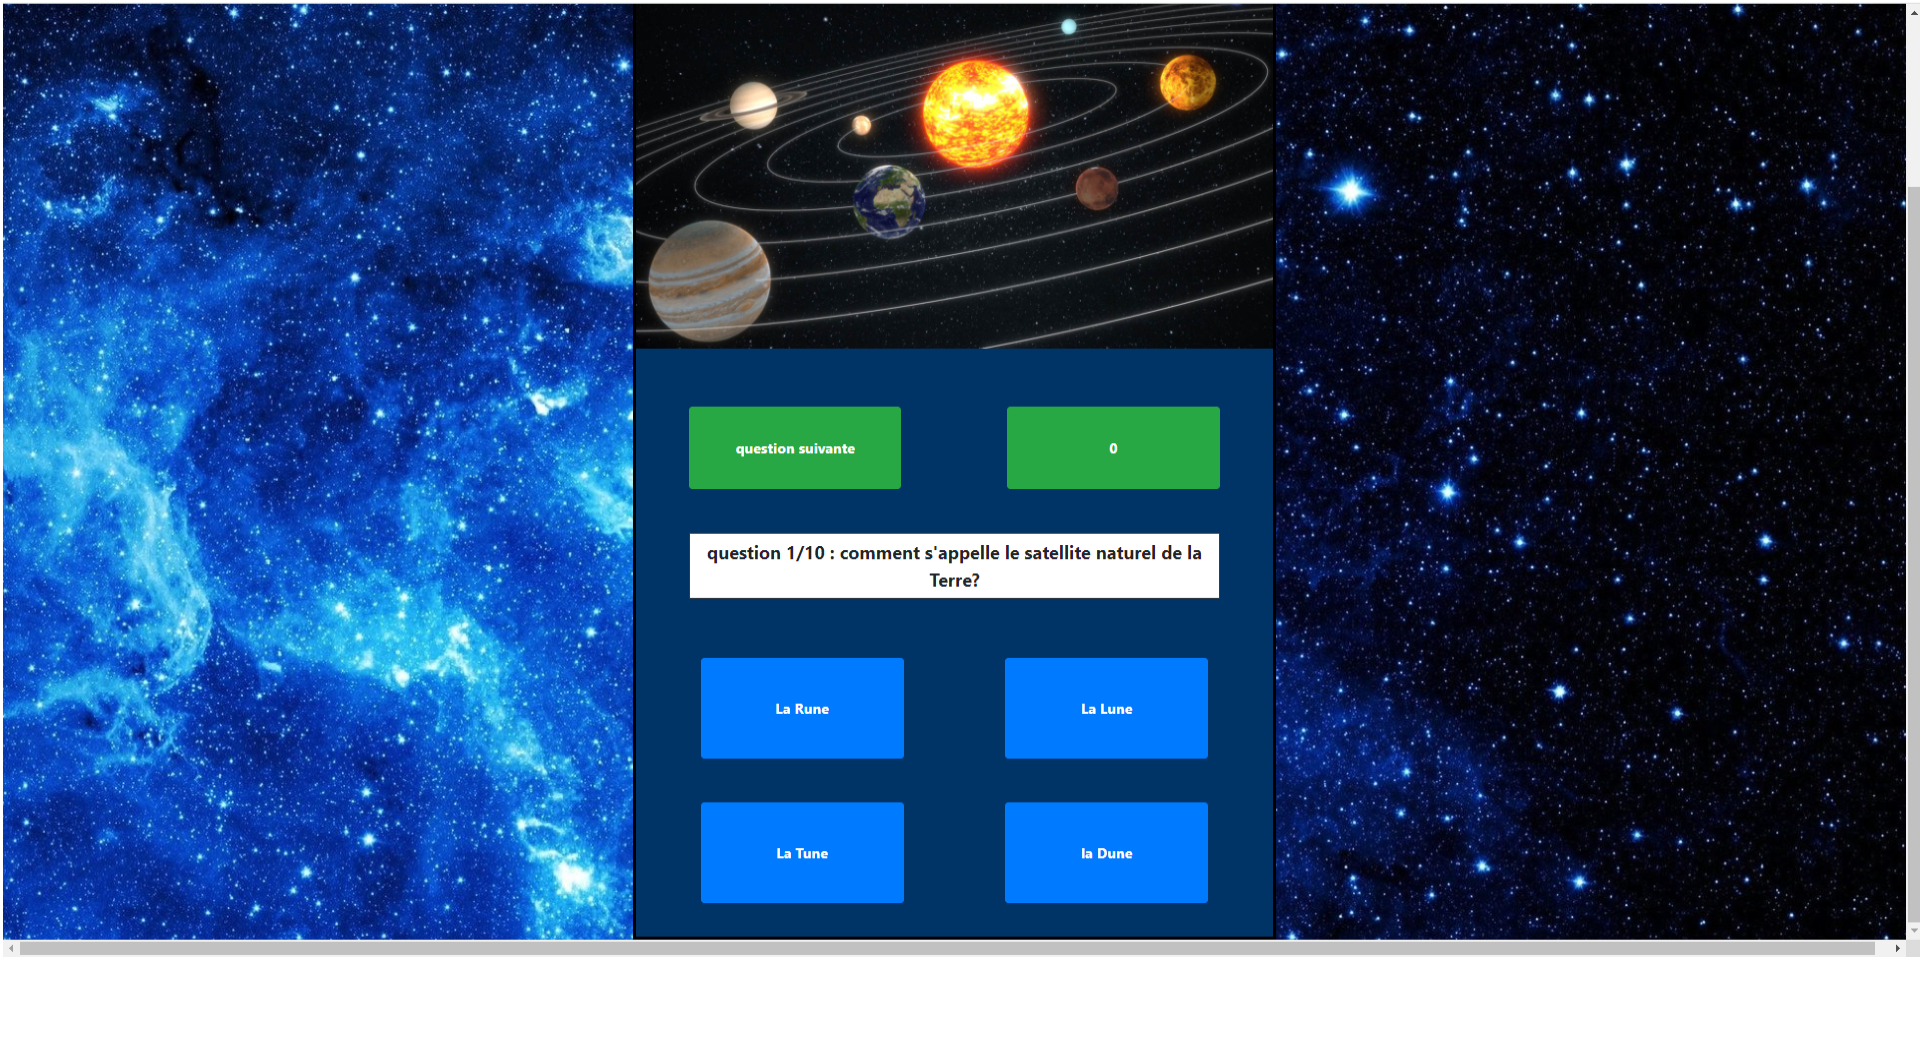 question suivante
0
question 1/10 : comment s'appelle le satellite naturel de la
Terre?
La Rune
La Lune
La Tune
la Dune